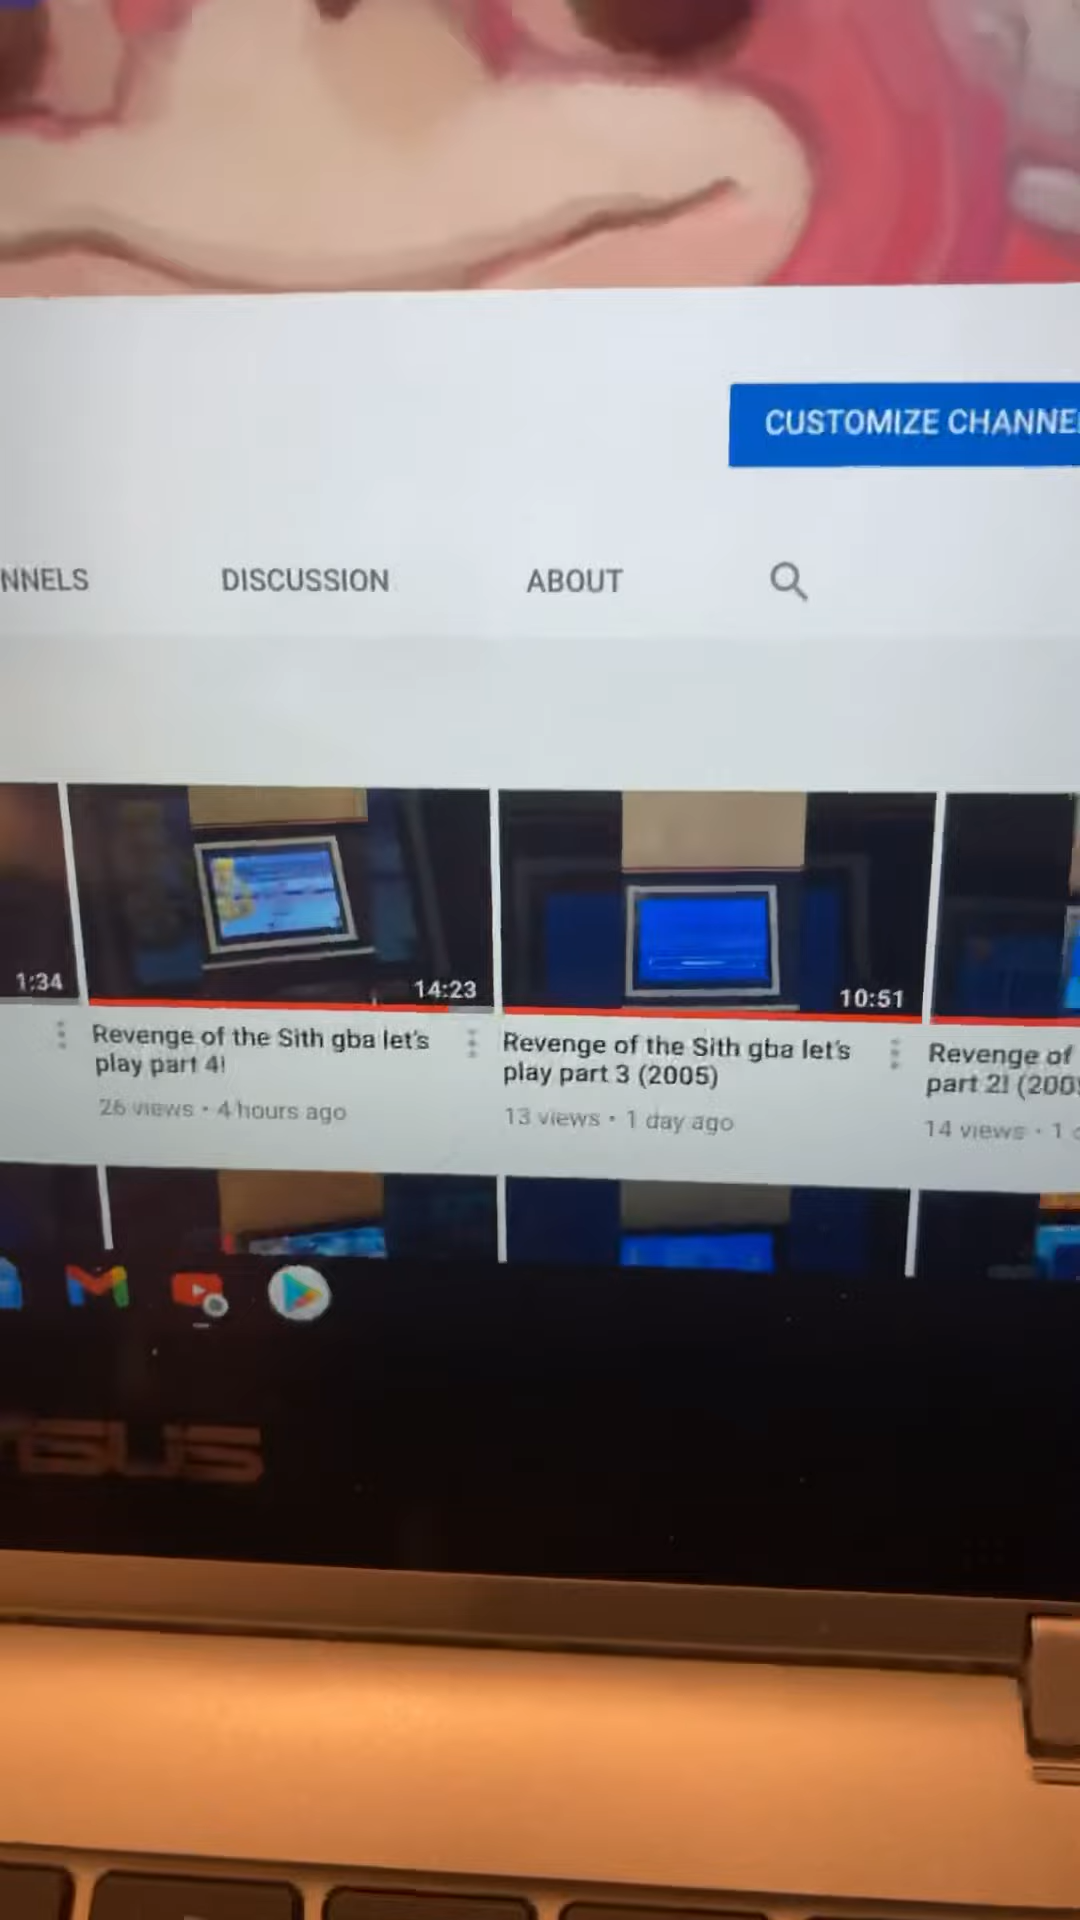 CUSTOMIZE CHANNE
NNELS
DISCUSSION
ABOUT
1:34
14:23
10:51
Revenge of the Sith gba let's
play part 4!
26 views • 4 hours ago
Revenge of the Sith gba let's
play part 3 (2005)
13 views • 1 day ago
Revenge of
part 2! (200
14 views • 1
ASUS